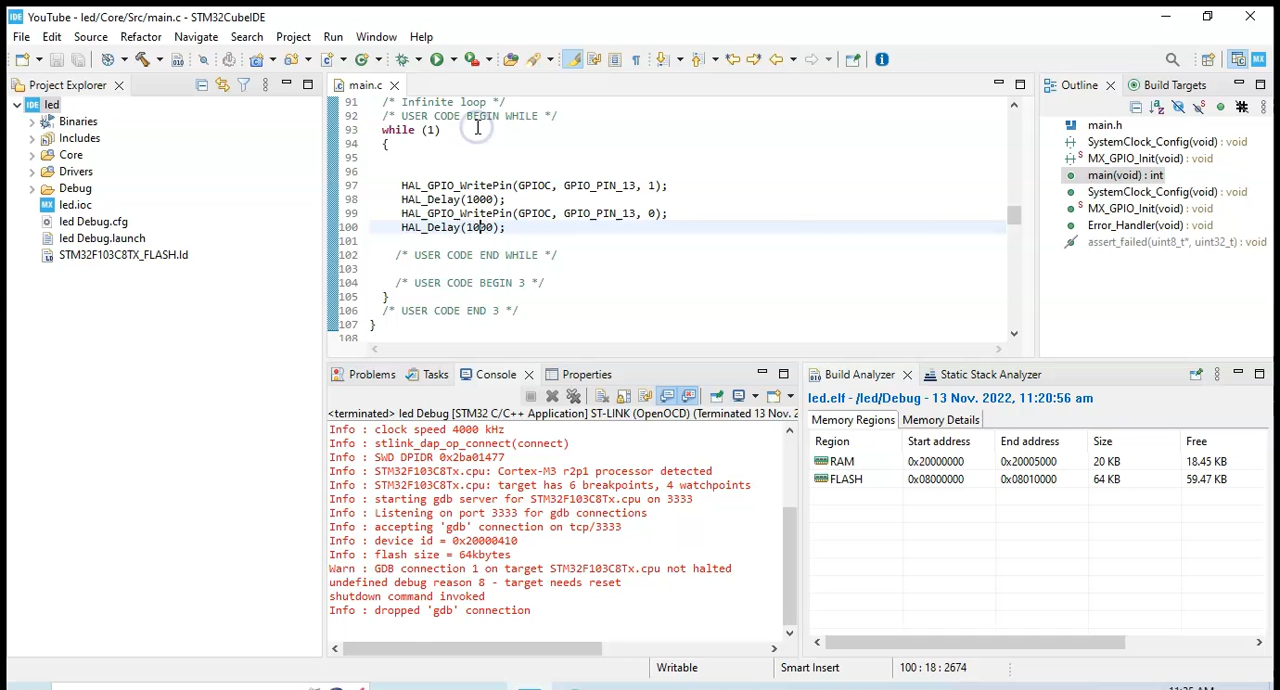 IDE YouTube - led/Core/Src/main.c - STM32CubeIDE
File Edit Source Refactor Navigate Search Project Run Window Help
Project Explorer
main.c
Outline
Build Targets
IDE led
Binaries
Includes
Core
Drivers
Debug
MX led.ioc
led Debug.cfg
led Debug.launch
STM32F103C8TX_FLASH.ld
91 /* Infinite loop */
92 /* USER CODE BEGIN WHILE */
93 while (1)
94 {
95
96
97 HAL_GPIO_WritePin(GPIOC, GPIO_PIN_13, 1);
98 HAL_Delay(1000);
99 HAL_GPIO_WritePin(GPIOC, GPIO_PIN_13, 0);
100 HAL_Delay(1000);
101
102 /* USER CODE END WHILE */
103
104 /* USER CODE BEGIN 3 */
105 }
106 /* USER CODE END 3 */
107 }
108
main.h
SystemClock_Config(void) : void
MX_GPIO_Init(void) : void
main(void) : int
SystemClock_Config(void) : void
MX_GPIO_Init(void) : void
Error_Handler(void) : void
assert_failed(uint8_t*, uint32_t) : void
Problems Tasks Console Properties
<terminated> led Debug [STM32 C/C++ Application] ST-LINK (OpenOCD) (Terminated 13 Nov. 2
Info : clock speed 4000 kHz
Info : stlink_dap_op_connect(connect)
Info : SWD DPIDR 0x2ba01477
Info : STM32F103C8Tx.cpu: Cortex-M3 r2p1 processor detected
Info : STM32F103C8Tx.cpu: target has 6 breakpoints, 4 watchpoints
Info : starting gdb server for STM32F103C8Tx.cpu on 3333
Info : Listening on port 3333 for gdb connections
Info : accepting 'gdb' connection on tcp/3333
Info : device id = 0x20000410
Info : flash size = 64kbytes
Warn : GDB connection 1 on target STM32F103C8Tx.cpu not halted
undefined debug reason 8 - target needs reset
shutdown command invoked
Info : dropped 'gdb' connection
Build Analyzer Static Stack Analyzer
led.elf - /led/Debug - 13 Nov. 2022, 11:20:56 am
Memory Regions Memory Details
Region Start address End address Size Free
RAM 0x20000000 0x20005000 20 KB 18.45 KB
FLASH 0x08000000 0x08010000 64 KB 59.47 KB
Writable Smart Insert 100 : 18 : 2674